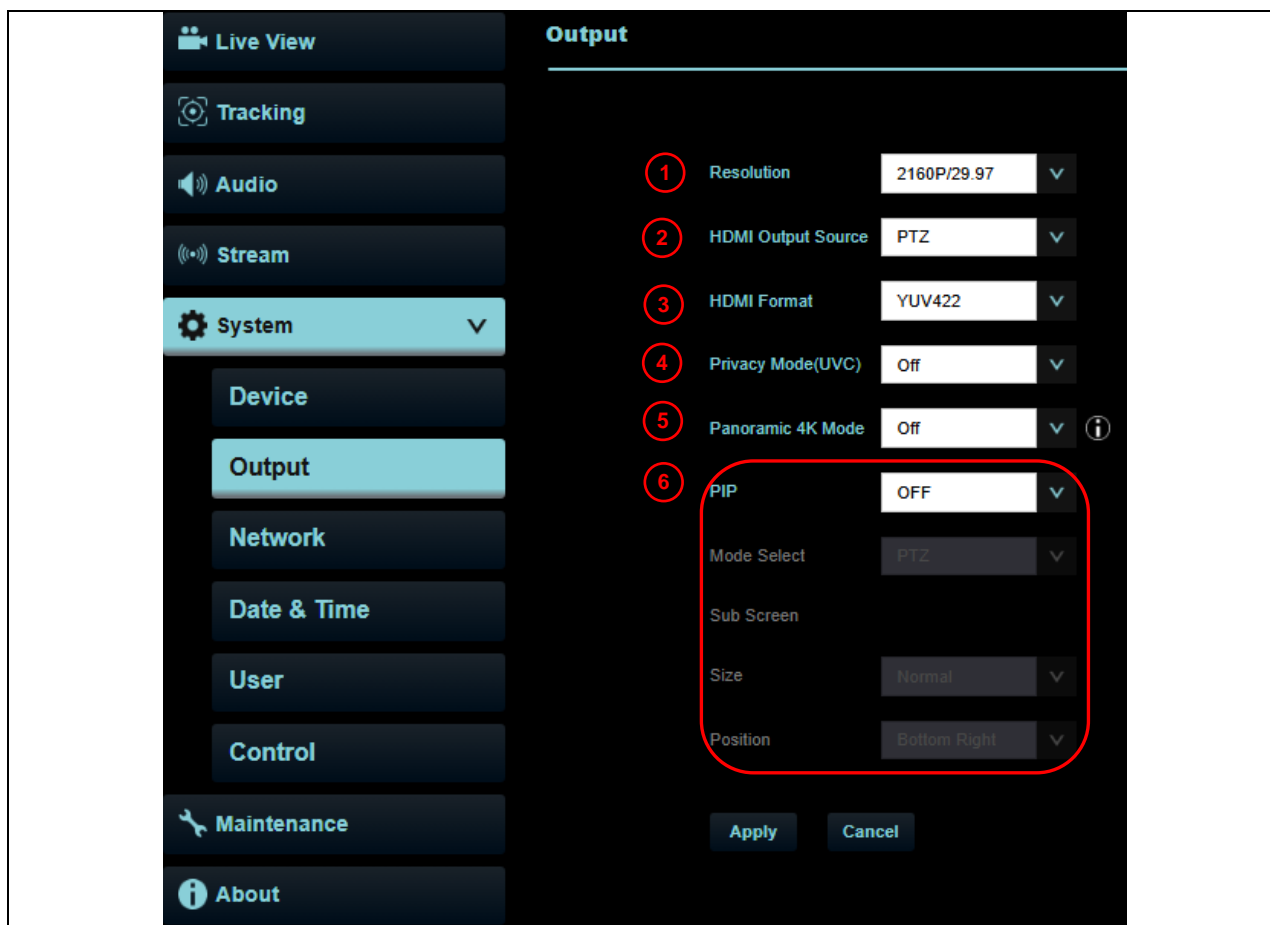 Live View
Tracking
Audio
Stream
System
Device
Output
Network
Date & Time
User
Control
Maintenance
About
Output
1 Resolution 2160P/29.97
2 HDMI Output Source PTZ
3 HDMI Format YUV422
4 Privacy Mode(UVC) Off
5 Panoramic 4K Mode Off
6 PIP OFF
Mode Select PTZ
Sub Screen
Size Normal
Position Bottom Right
Apply Cancel